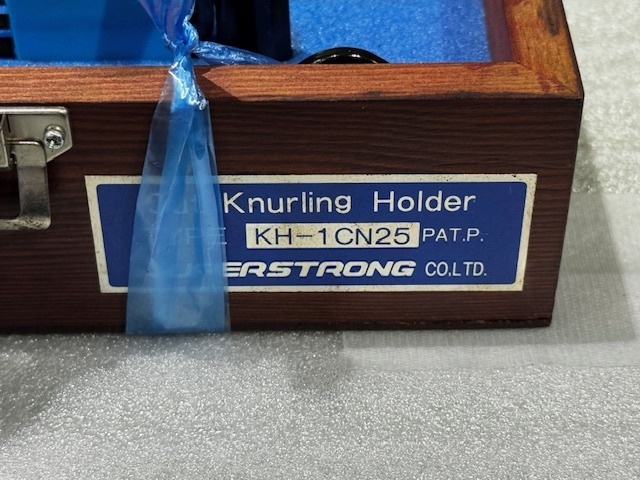 Knurling Holder
KH-1CN25 PAT.P.
CO.,LTD.